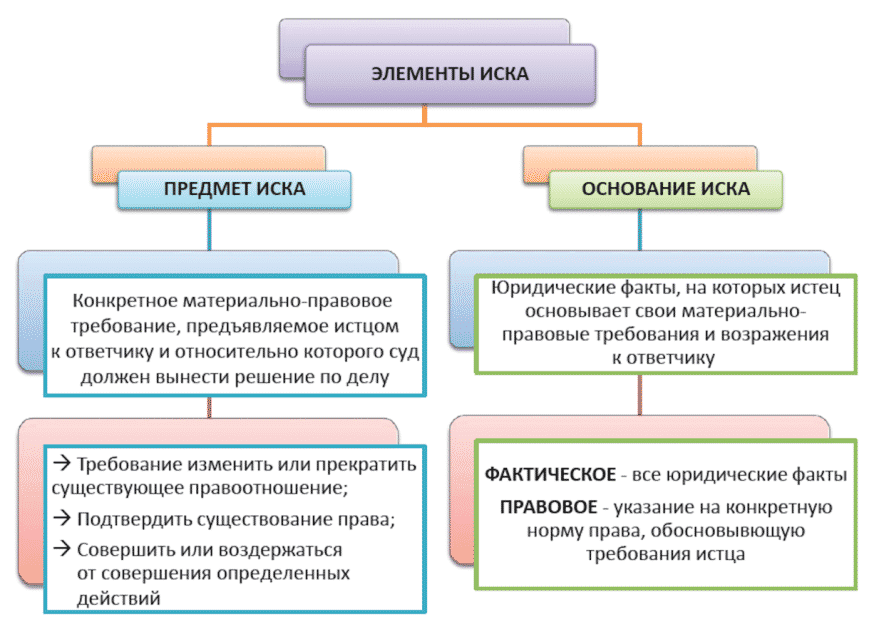 ЭЛЕМЕНТЫ ИСКА
ПРЕДМЕТ ИСКА
Конкретное материально-правовое
требование, предъявляемое истцом
к ответчику и относительно которого суд
должен вынести решение по делу
→ Требование изменить или прекратить
существующее правоотношение;
→ Подтвердить существование права;
→ Совершить или воздержаться
от совершения определенных
действий
ОСНОВАНИЕ ИСКА
Юридические факты, на которых истец
основывает свои материально-
правовые требования и возражения
к ответчику
ФАКТИЧЕСКОЕ - все юридические факты
ПРАВОВОЕ - указание на конкретную
норму права, обосновывющую
требования истца